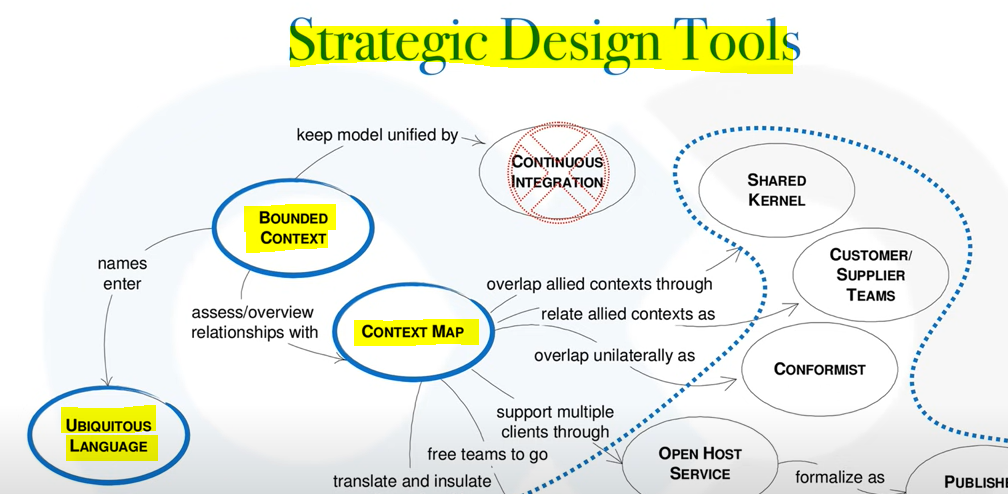 Strategic Design Tools
keep model unified by
CONTINUOUS
INTEGRATION
SHARED
KERNEL
BOUNDED
CONTEXT
CUSTOMER/
SUPPLIER
TEAMS
names
enter
overlap allied contexts through
assess/overview
relationships with
relate allied contexts as
CONTEXT MAP
overlap unilaterally as
CONFORMIST
support multiple
clients through
UBIQUITOUS
LANGUAGE
free teams to go
OPEN HOST
SERVICE
translate and insulate
formalize as